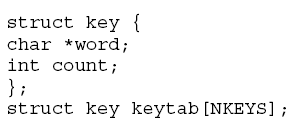 struct key {
char *word;
int count;
};
struct key keytab[NKEYS];